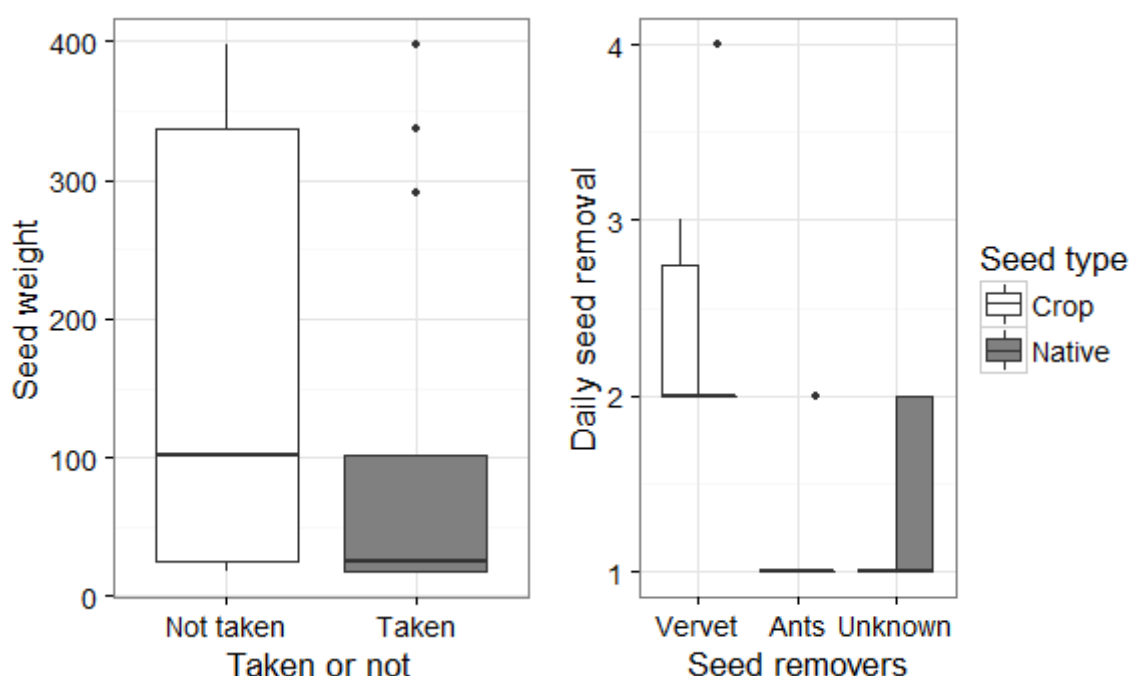 Seed weight
400
300
200
100
0
Not taken Taken
Taken or not
Daily seed removal
4
3
2
1
Vervet Ants Unknown
Seed removers
Seed type
Crop
Native